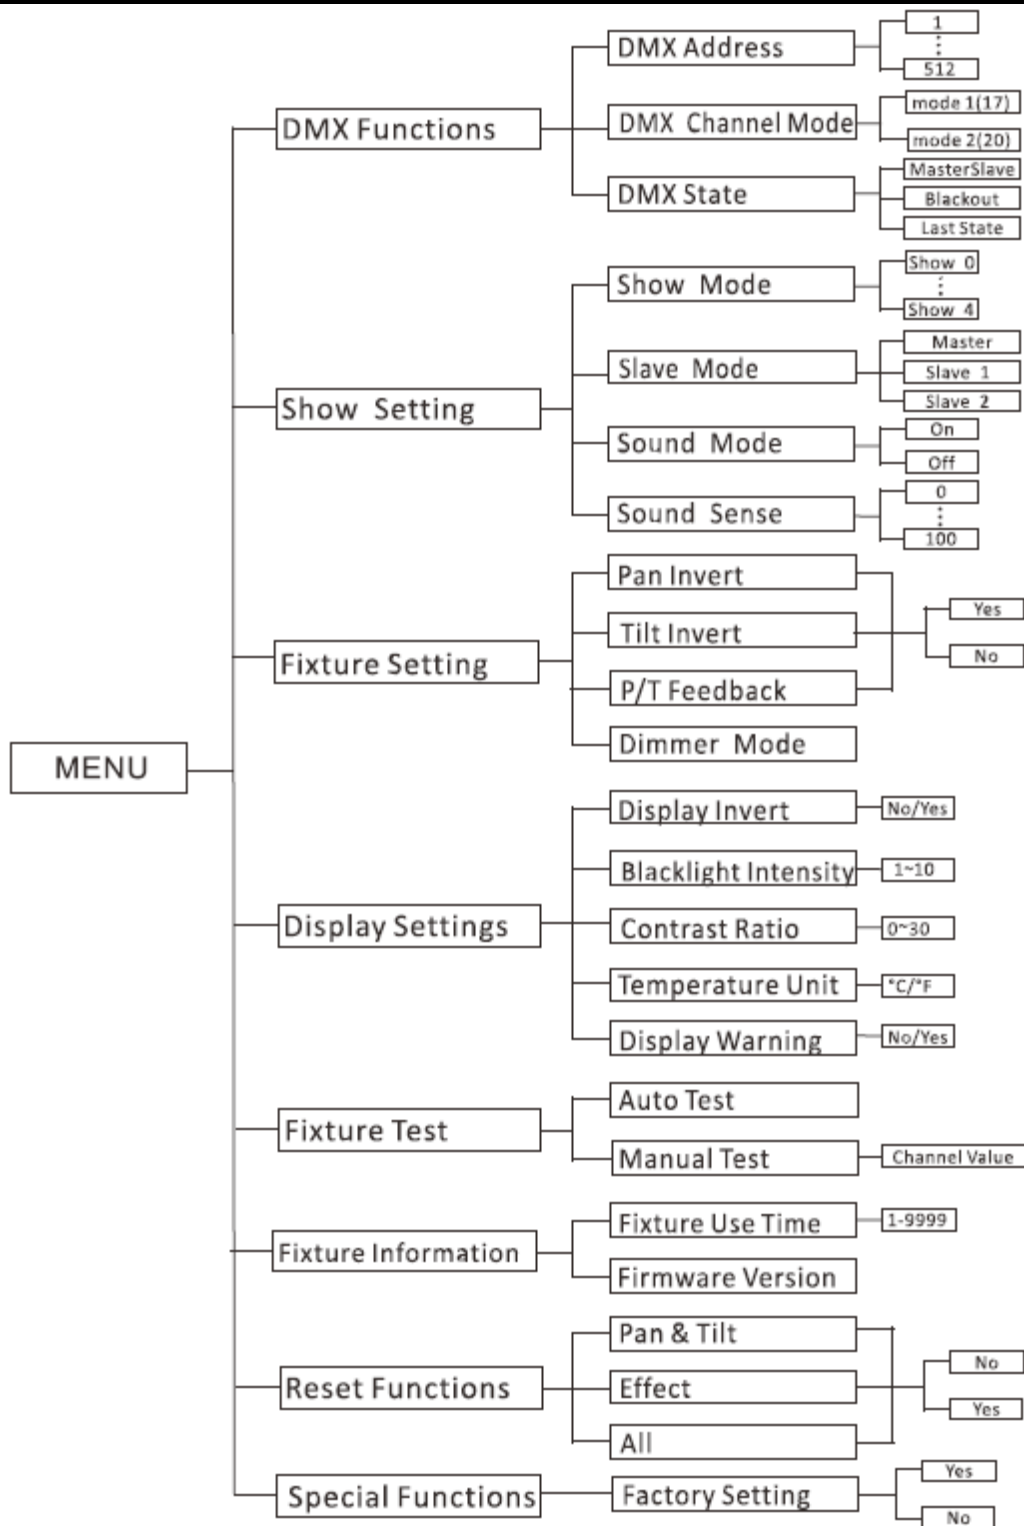 MENU
DMX Functions
DMX Address
1
512
DMX Channel Mode
mode 1(17)
mode 2(20)
DMX State
MasterSlave
Blackout
Last State
Show Setting
Show Mode
Show 0
Show 4
Slave Mode
Master
Slave 1
Slave 2
Sound Mode
On
Off
Sound Sense
0
100
Fixture Setting
Pan Invert
Tilt Invert
P/T Feedback
Yes
No
Dimmer Mode
Display Settings
Display Invert
No/Yes
Blacklight Intensity
1~10
Contrast Ratio
0~30
Temperature Unit
°C/°F
Display Warning
No/Yes
Fixture Test
Auto Test
Manual Test
Channel Value
Fixture Information
Fixture Use Time
1-9999
Firmware Version
Reset Functions
Pan & Tilt
Effect
All
No
Yes
Special Functions
Factory Setting
Yes
No